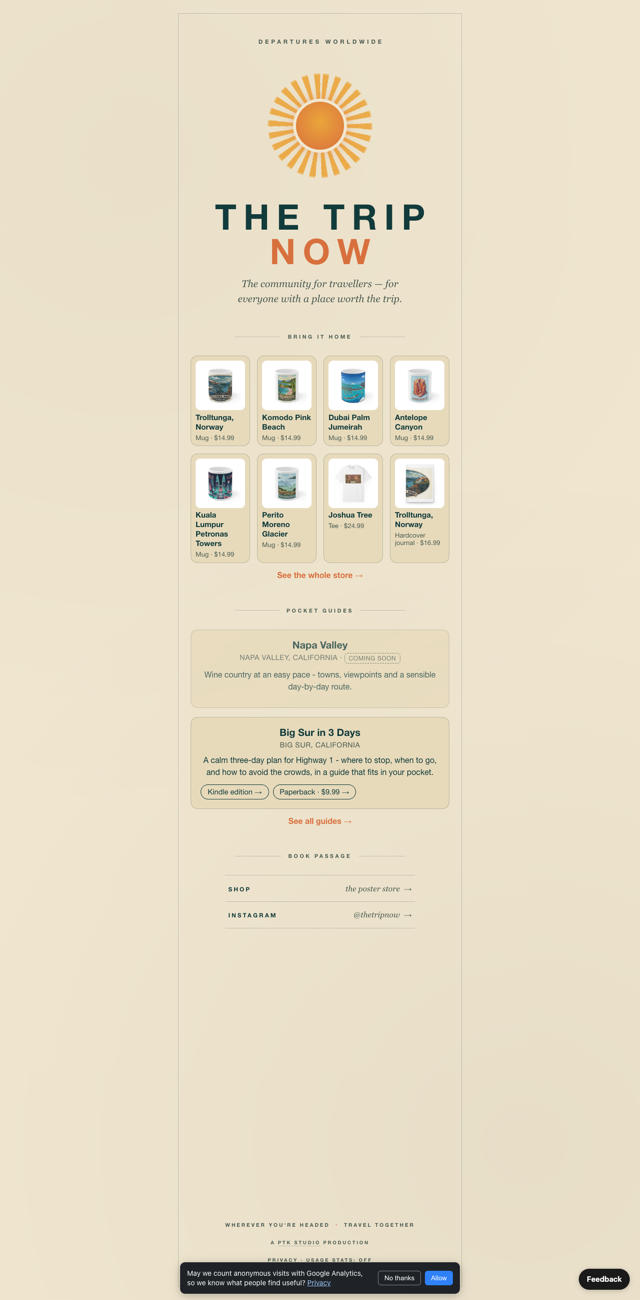 DEPARTURES WORLDWIDE
THE TRIP
NOW
The community for travellers — for
everyone with a place worth the trip.
BRING IT HOME
Trolltunga,
Norway
Mug · $14.99
Komodo Pink
Beach
Mug · $14.99
Dubai Palm
Jumeirah
Mug · $14.99
Antelope
Canyon
Mug · $14.99
Kuala
Lumpur
Petronas
Towers
Mug · $14.99
Perito
Moreno
Glacier
Mug · $14.99
Joshua Tree
Tee · $24.99
Trolltunga,
Norway
Hardcover
journal · $16.99
See the whole store →
POCKET GUIDES
Napa Valley
NAPA VALLEY, CALIFORNIA · COMING SOON
Wine country at an easy pace - towns, viewpoints and a sensible
day-by-day route.
Big Sur in 3 Days
BIG SUR, CALIFORNIA
A calm three-day plan for Highway 1 - where to stop, when to go,
and how to avoid the crowds, in a guide that fits in your pocket.
Kindle edition →
Paperback · $9.99 →
See all guides →
BOOK PASSAGE
SHOP the poster store →
INSTAGRAM @thetripnow →
WHEREVER YOU'RE HEADED · TRAVEL TOGETHER
A PTK STUDIO PRODUCTION
PRIVACY · USAGE STATS: OFF
May we count anonymous visits with Google Analytics,
so we know what people find useful? Privacy
No thanks
Allow
Feedback